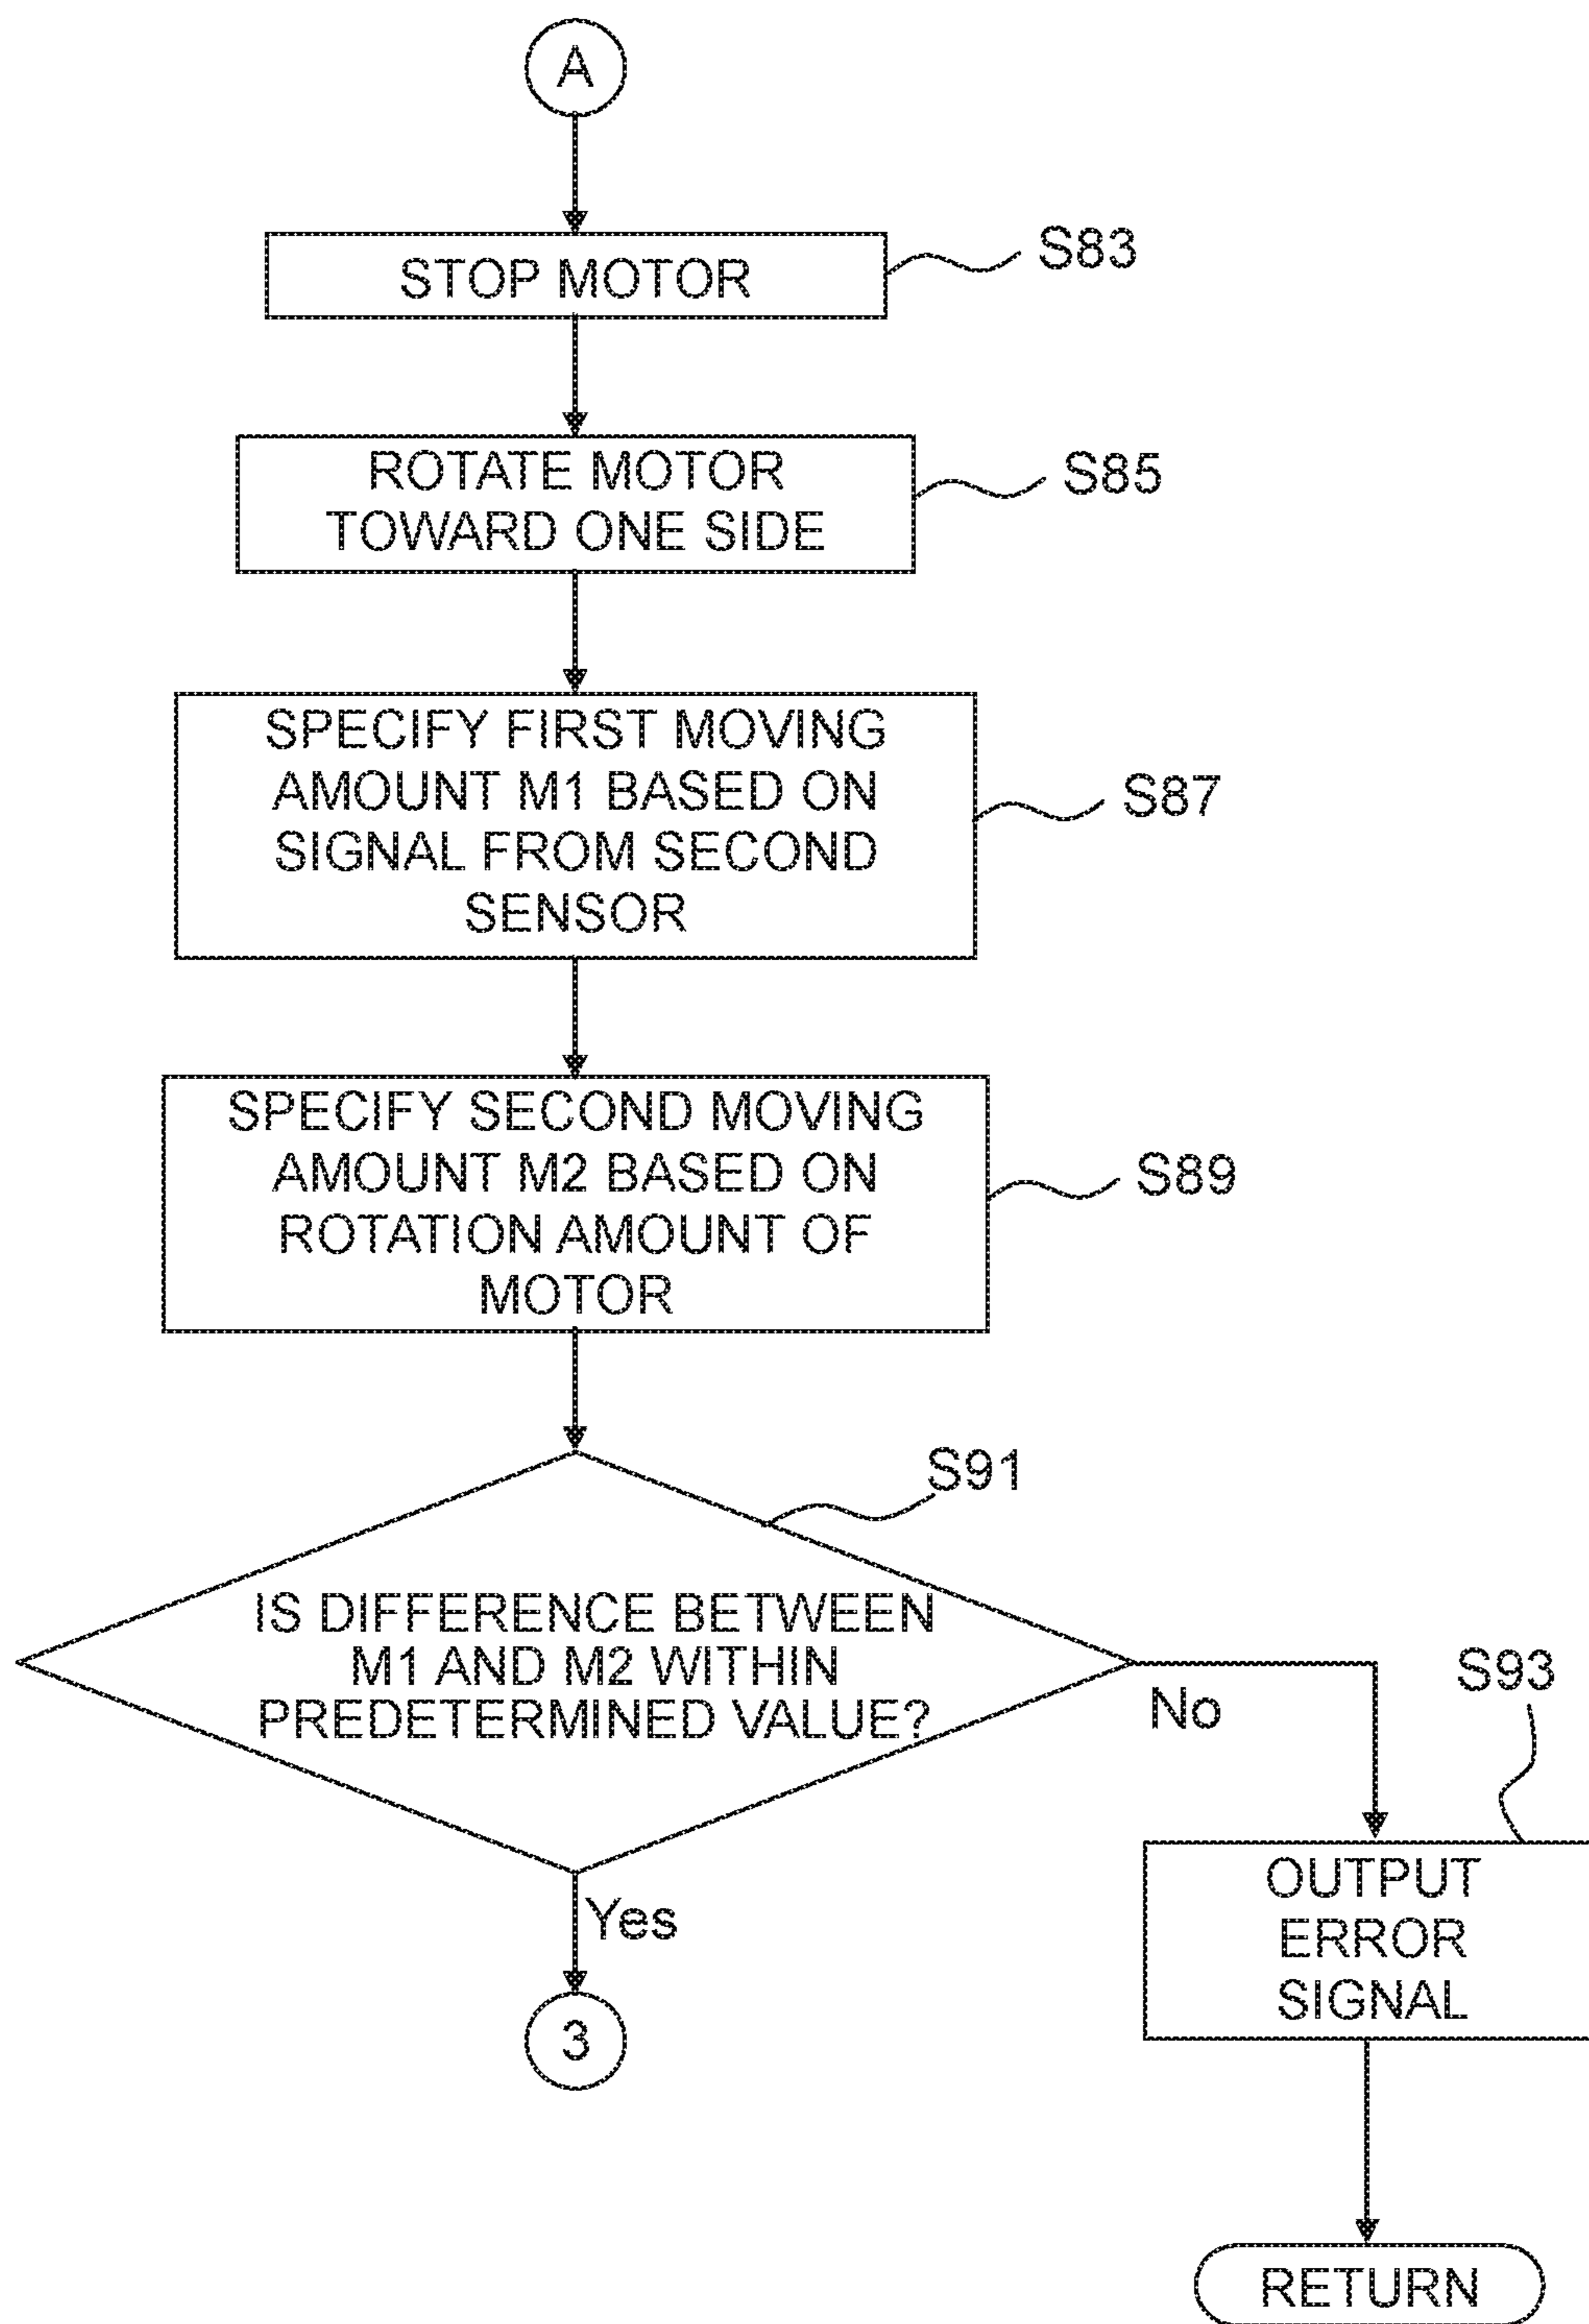 A
STOP MOTOR
S83
ROTATE MOTOR
TOWARD ONE SIDE
S85
SPECIFY FIRST MOVING
AMOUNT M1 BASED ON
SIGNAL FROM SECOND
SENSOR
S87
SPECIFY SECOND MOVING
AMOUNT M2 BASED ON
ROTATION AMOUNT OF
MOTOR
S89
S91
IS DIFFERENCE BETWEEN
M1 AND M2 WITHIN
PREDETERMINED VALUE?
No
S93
Yes
OUTPUT
ERROR
SIGNAL
3
RETURN